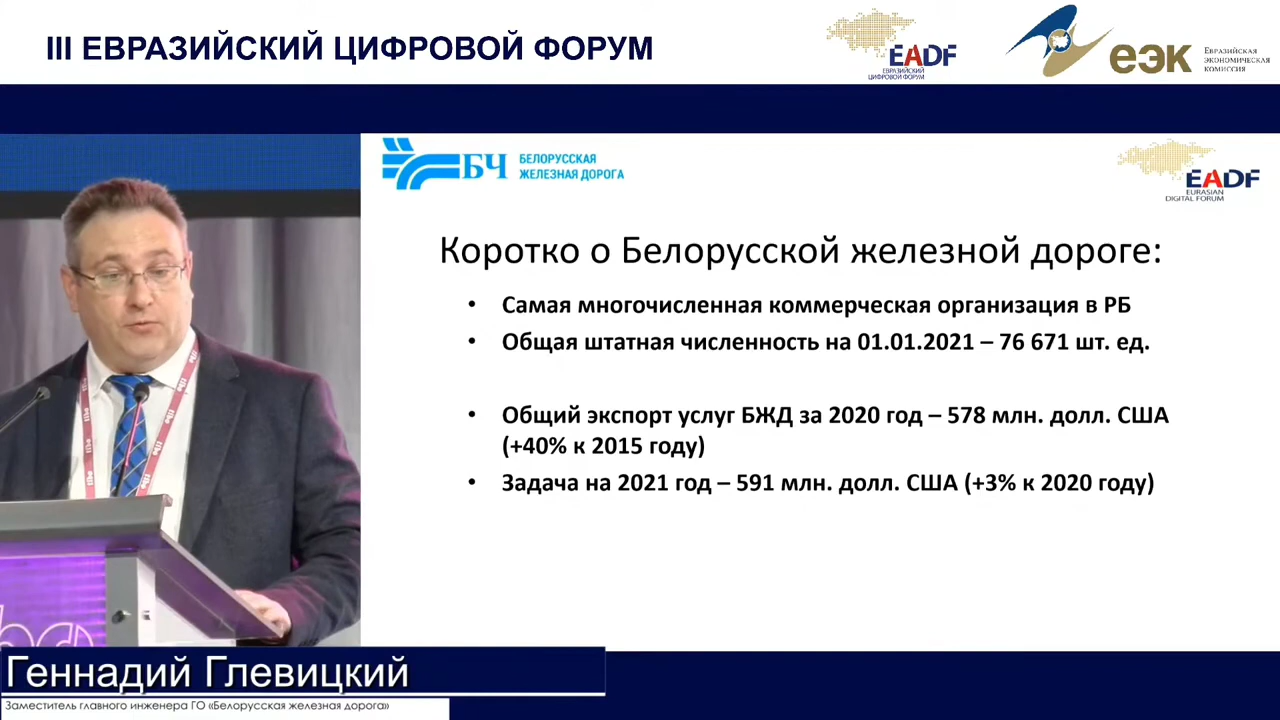 III ЕВРАЗИЙСКИЙ ЦИФРОВОЙ ФОРУМ
EADF
ЕВРАЗИЙСКИЙ
ЦИФРОВОЙ ФОРУМ
еэк
ЕВРАЗИЙСКАЯ
ЭКОНОМИЧЕСКАЯ
КОМИССИЯ
БЧ
БЕЛОРУССКАЯ
ЖЕЛЕЗНАЯ ДОРОГА
EADF
EURASIAN
DIGITAL FORUM
Коротко о Белорусской железной дороге:
• Самая многочисленная коммерческая организация в РБ
• Общая штатная численность на 01.01.2021 – 76 671 шт. ед.
• Общий экспорт услуг БЖД за 2020 год – 578 млн. долл. США
(+40% к 2015 году)
• Задача на 2021 год – 591 млн. долл. США (+3% к 2020 году)
Геннадий Глевицкий
Заместитель главного инженера ГО «Белорусская железная дорога»